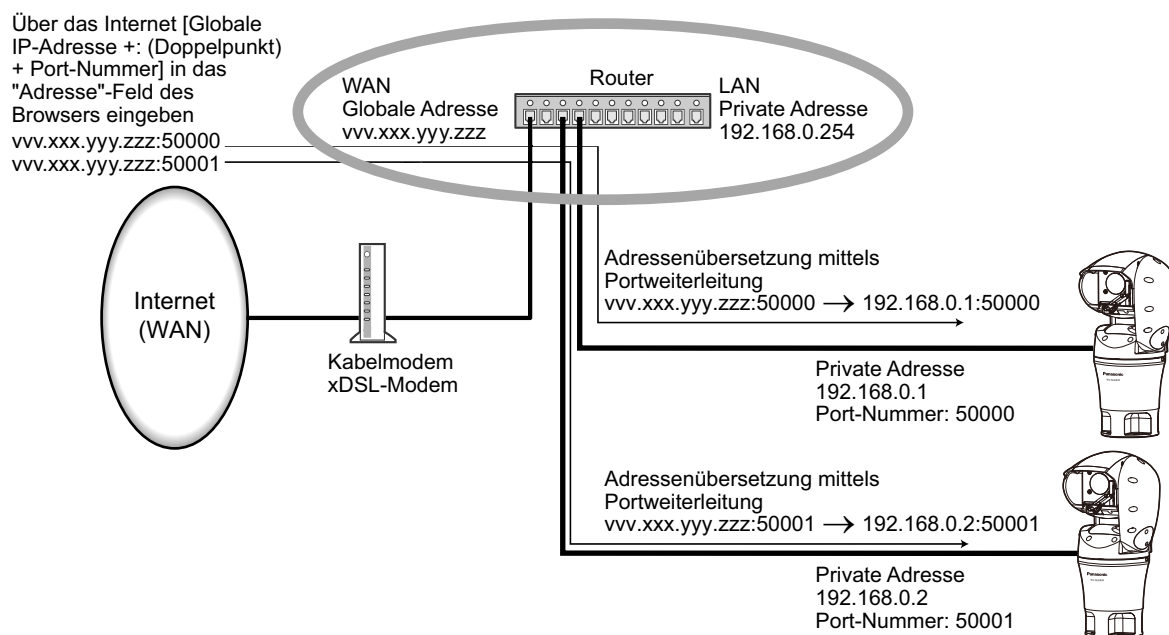 Über das Internet [Globale
IP-Adresse +: (Doppelpunkt)
+ Port-Nummer] in das
"Adresse"-Feld des
Browsers eingeben
vvv.xxx.yyy.zzz:50000
vvv.xxx.yyy.zzz:50001
WAN
Globale Adresse
vvv.xxx.yyy.zzz
Router
LAN
Private Adresse
192.168.0.254
Internet
(WAN)
Kabelmodem
xDSL-Modem
Adressenübersetzung mittels
Portweiterleitung
vvv.xxx.yyy.zzz:50000 → 192.168.0.1:50000
Private Adresse
192.168.0.1
Port-Nummer: 50000
Panasonic
Adressenübersetzung mittels
Portweiterleitung
vvv.xxx.yyy.zzz:50001 → 192.168.0.2:50001
Private Adresse
192.168.0.2
Port-Nummer: 50001
Panasonic